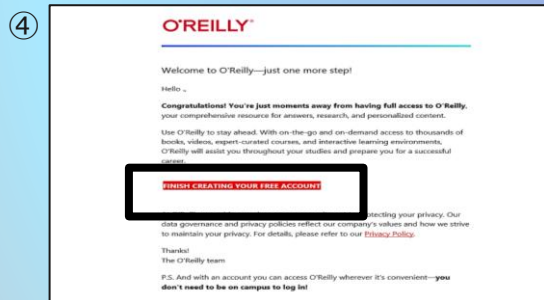 ④
O'REILLY®
Welcome to O'Reilly—just one more step!
Hello ,
Congratulations! You're just moments away from having full access to O'Reilly,
your comprehensive resource for answers, research, and personalized content.
Use O'Reilly to stay ahead. With on-the-go and on-demand access to thousands of
books, videos, expert-curated courses, and interactive learning environments,
O'Reilly will assist you throughout your studies and prepare you for a successful
career.
FINISH CREATING YOUR FREE ACCOUNT
otecting your privacy. Our
data governance and privacy policies reflect our company's values and how we strive
to maintain your privacy. For details, please refer to our Privacy Policy.
Thanks!
The O'Reilly team
P.S. And with an account you can access O'Reilly wherever it's convenient—you
don't need to be on campus to log in!